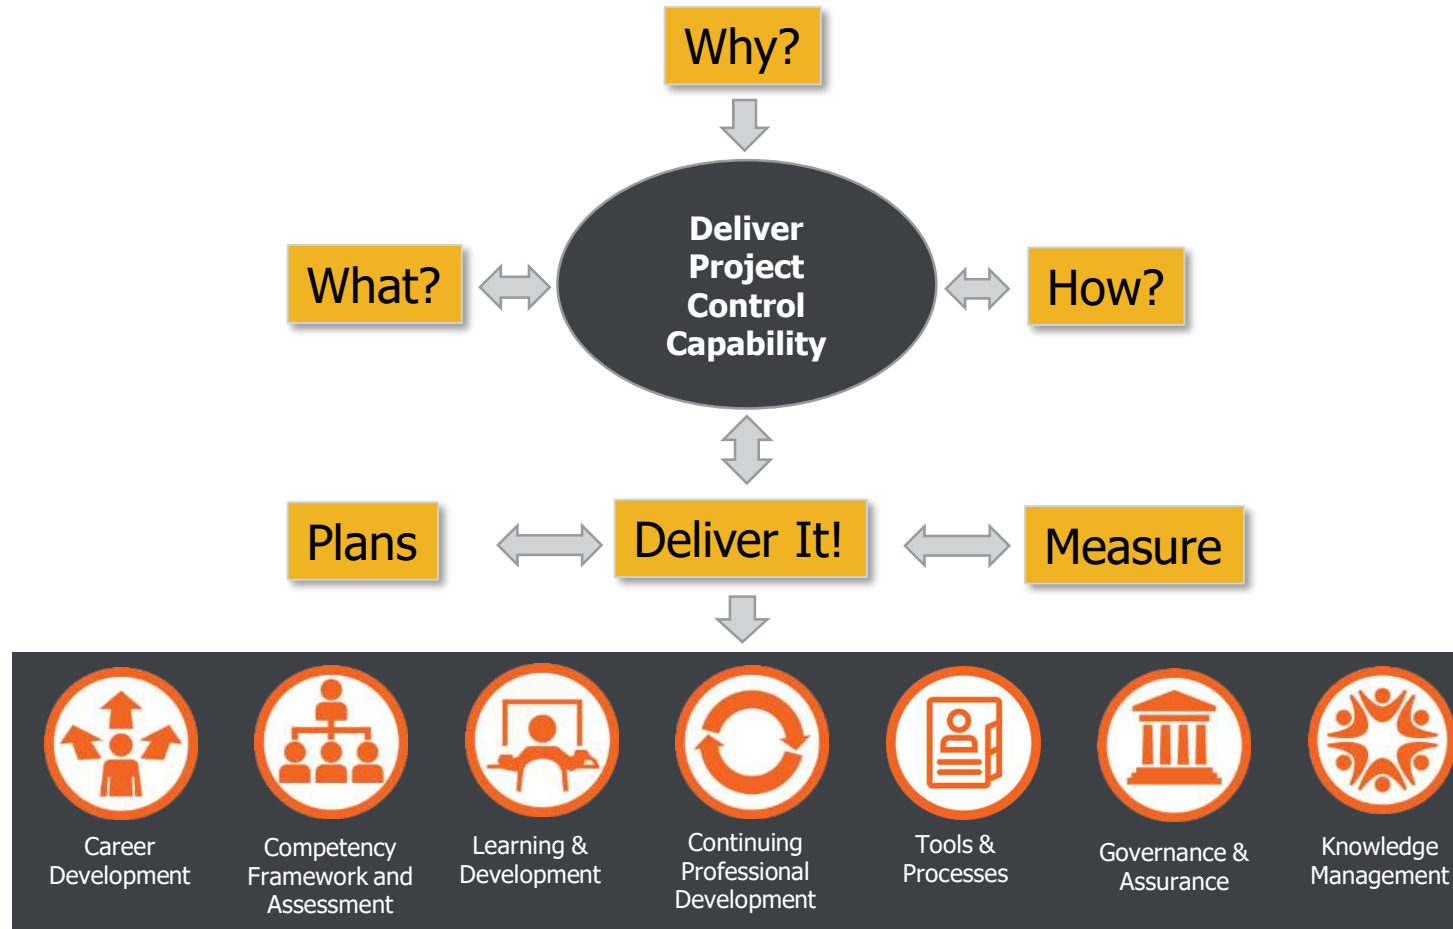 Why?
Deliver
Project
Control
Capability
What?
How?
Plans
Deliver It!
Measure
Career
Development
Competency
Framework and
Assessment
Learning &
Development
Continuing
Professional
Development
Tools &
Processes
Governance &
Assurance
Knowledge
Management